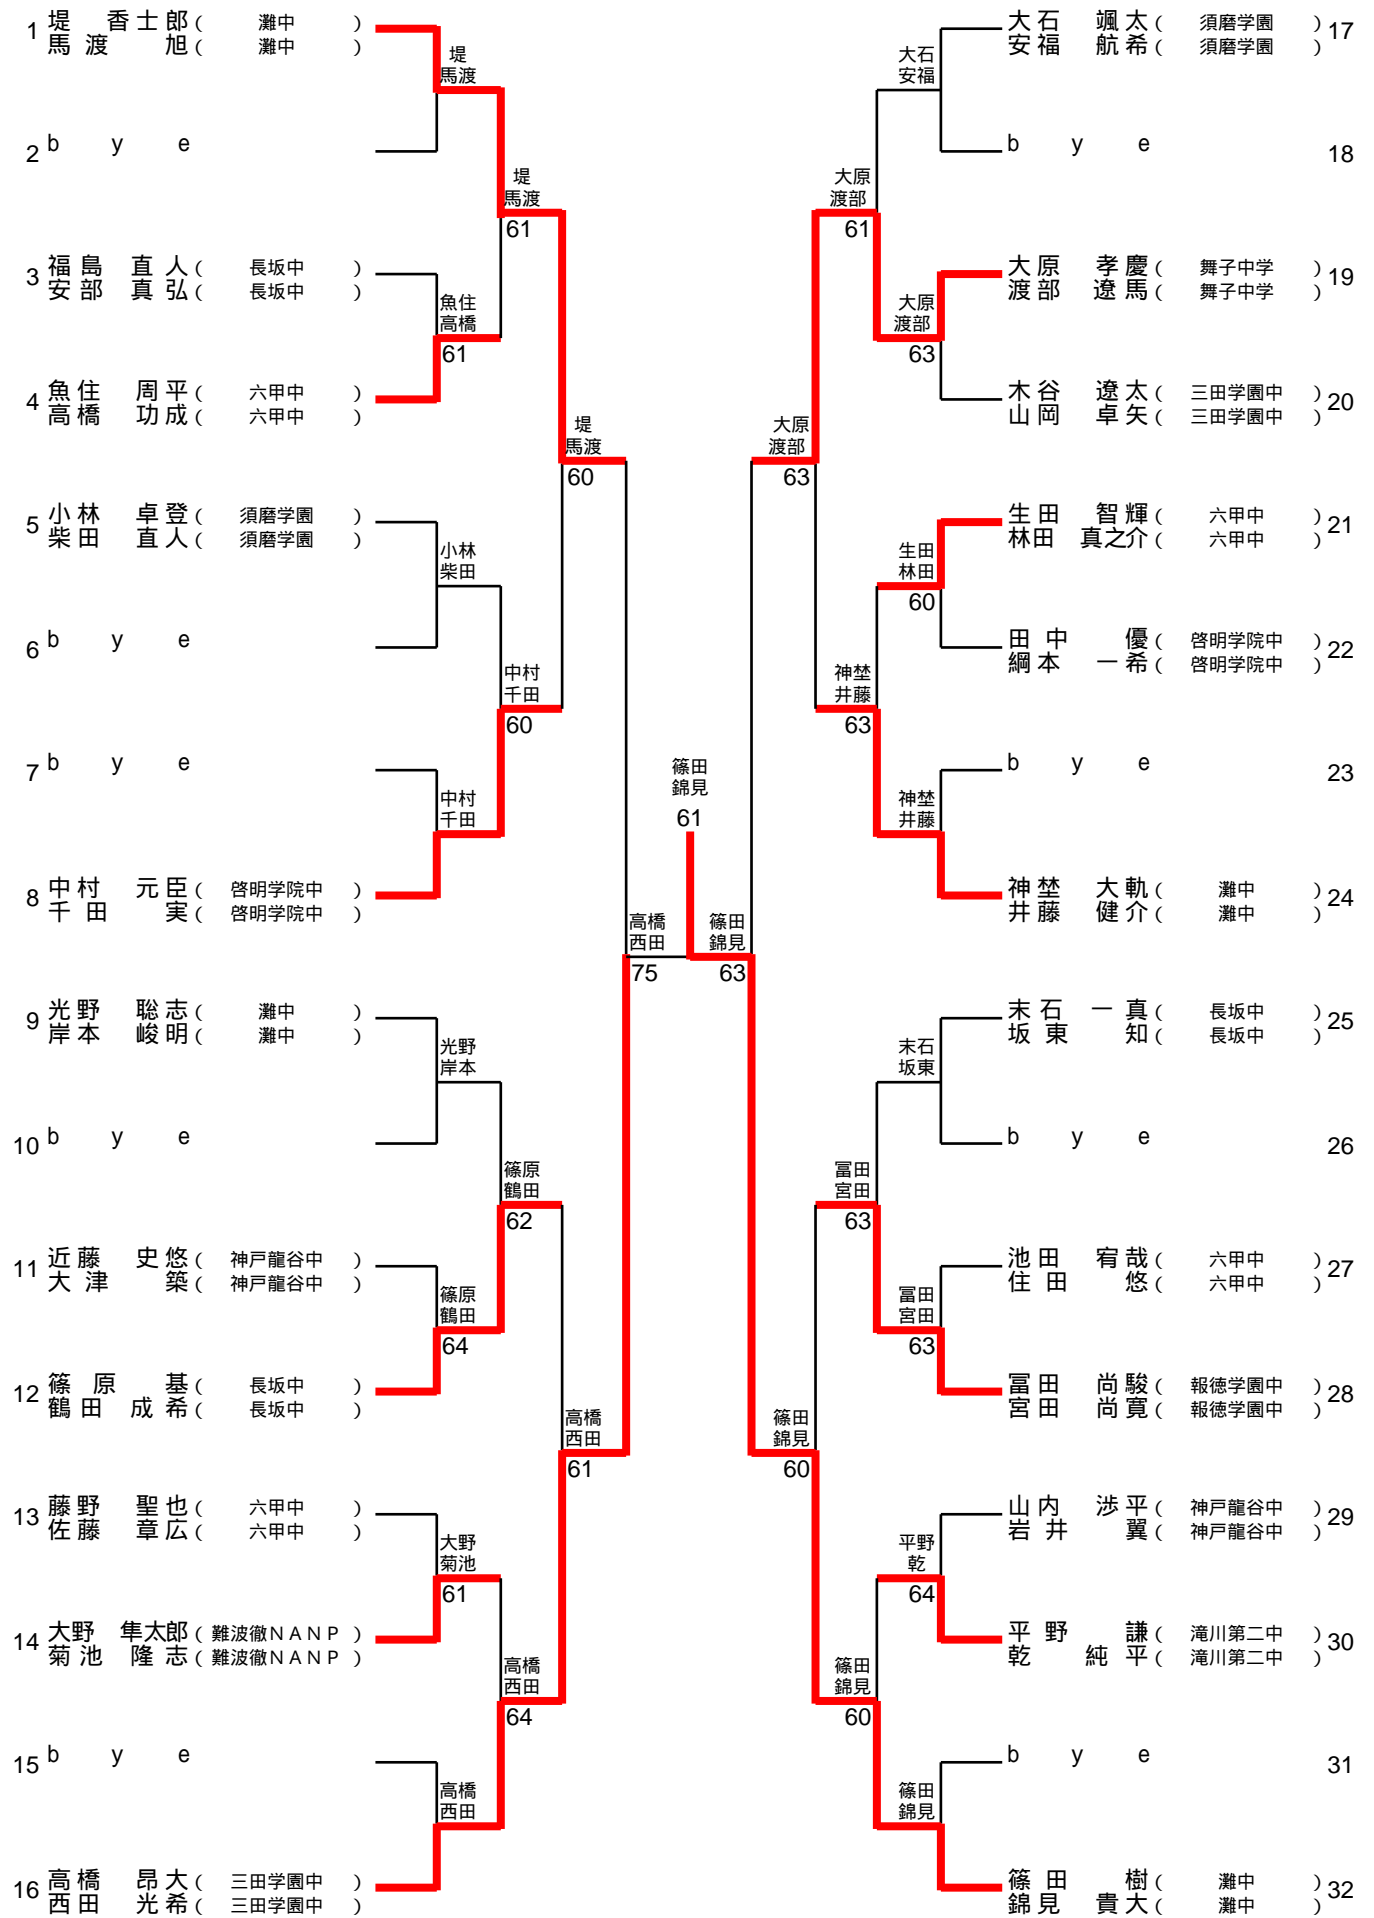 1 堤 香士郎 ( 灘中 )
馬渡 旭 ( 灘中 )
2 bye
3 福島 直人 ( 長坂中 )
安部 真弘 ( 長坂中 )
4 魚住 周平 ( 六甲中 )
高橋 功成 ( 六甲中 )
5 小林 卓登 ( 須磨学園 )
柴田 直人 ( 須磨学園 )
6 bye
7 bye
8 中村 元臣 ( 啓明学院中 )
千田 実 ( 啓明学院中 )
9 光野 聡志 ( 灘中 )
岸本 峻明 ( 灘中 )
10 bye
11 近藤 史悠 ( 神戸龍谷中 )
大津 築 ( 神戸龍谷中 )
12 篠原 基 ( 長坂中 )
鶴田 成希 ( 長坂中 )
13 藤野 聖也 ( 六甲中 )
佐藤 章広 ( 六甲中 )
14 大野 隼太郎 ( 難波徹NANP )
菊池 隆志 ( 難波徹NANP )
15 bye
16 高橋 昂大 ( 三田学園中 )
西田 光希 ( 三田学園中 )
堤
馬渡
魚住
高橋
61
小林
柴田
中村
千田
光野
岸本
篠原
鶴田
64
大野
菊池
61
高橋
西田
堤
馬渡
61
中村
千田
60
篠原
鶴田
62
高橋
西田
64
堤
馬渡
60
高橋
西田
61
高橋
西田
75
篠田
錦見
61
篠田
錦見
63
大原
渡部
63
篠田
錦見
60
大原
渡部
61
神埜
井藤
63
冨田
宮田
63
篠田
錦見
60
大石
安福
大原
渡部
63
生田
林田
60
神埜
井藤
末石
坂東
冨田
宮田
63
平野
乾
64
篠田
錦見
大石 颯太 ( 須磨学園 ) 17
安福 航希 ( 須磨学園 )
bye 18
大原 孝慶 ( 舞子中学 ) 19
渡部 遼馬 ( 舞子中学 )
木谷 遼太 ( 三田学園中 ) 20
山岡 卓矢 ( 三田学園中 )
生田 智輝 ( 六甲中 ) 21
林田 真之介 ( 六甲中 )
田中 優 ( 啓明学院中 ) 22
綱本 一希 ( 啓明学院中 )
bye 23
神埜 大軌 ( 灘中 ) 24
井藤 健介 ( 灘中 )
末石 一真 ( 長坂中 ) 25
坂東 知 ( 長坂中 )
bye 26
池田 宥哉 ( 六甲中 ) 27
住田 悠 ( 六甲中 )
冨田 尚駿 ( 報徳学園中 ) 28
宮田 尚寛 ( 報徳学園中 )
山内 渉平 ( 神戸龍谷中 ) 29
岩井 翼 ( 神戸龍谷中 )
平野 謙 ( 滝川第二中 ) 30
乾 純平 ( 滝川第二中 )
bye 31
篠田 樹 ( 灘中 ) 32
錦見 貴大 ( 灘中 )